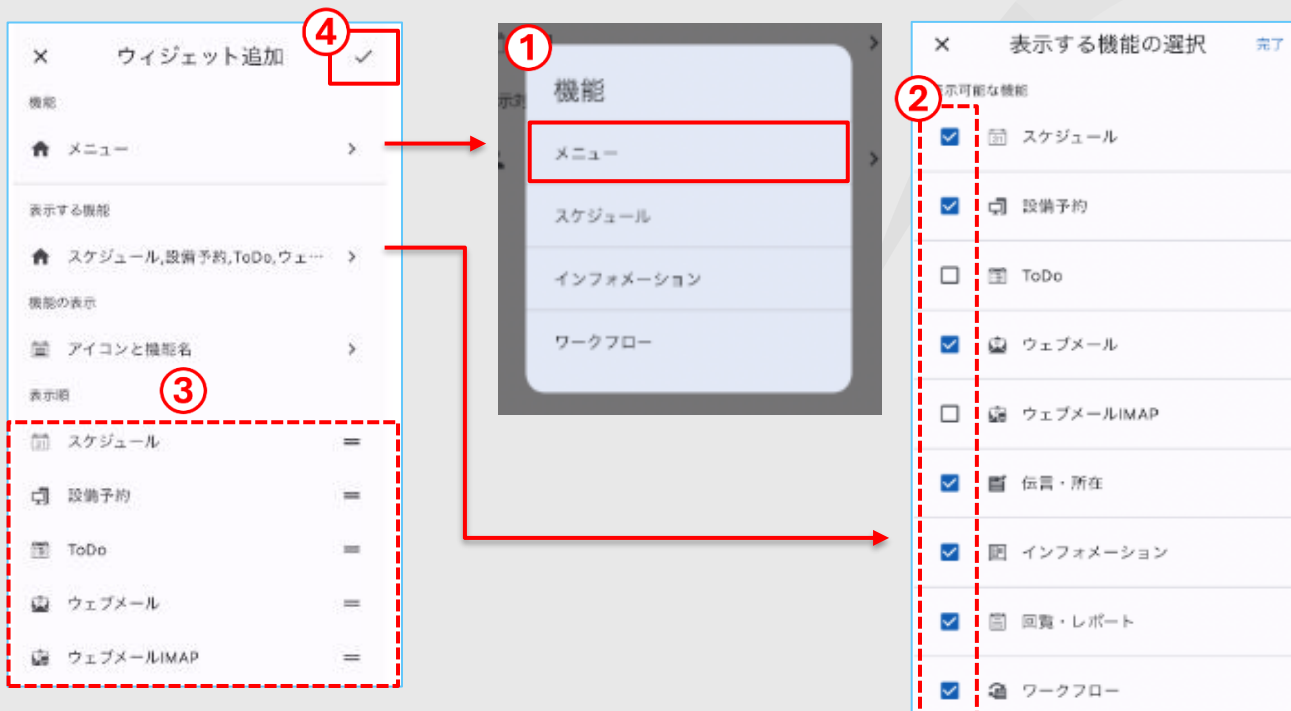 ウィジェット追加
④
機能
メニュー
表示する機能
スケジュール,設備予約,ToDo,ウェ…
機能の表示
アイコンと機能名
表示順
③
スケジュール
設備予約
ToDo
ウェブメール
ウェブメールIMAP
①
機能
メニュー
スケジュール
インフォメーション
ワークフロー
表示する機能の選択
完了
②
示可能な機能
スケジュール
設備予約
ToDo
ウェブメール
ウェブメールIMAP
伝言・所在
インフォメーション
回覧・レポート
ワークフロー